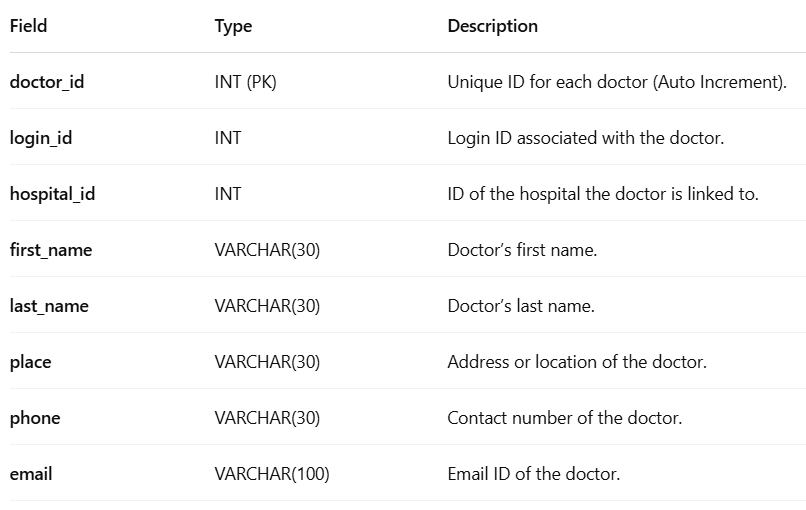 Field Type Description
doctor_id INT (PK) Unique ID for each doctor (Auto Increment).
login_id INT Login ID associated with the doctor.
hospital_id INT ID of the hospital the doctor is linked to.
first_name VARCHAR(30) Doctor’s first name.
last_name VARCHAR(30) Doctor’s last name.
place VARCHAR(30) Address or location of the doctor.
phone VARCHAR(30) Contact number of the doctor.
email VARCHAR(100) Email ID of the doctor.